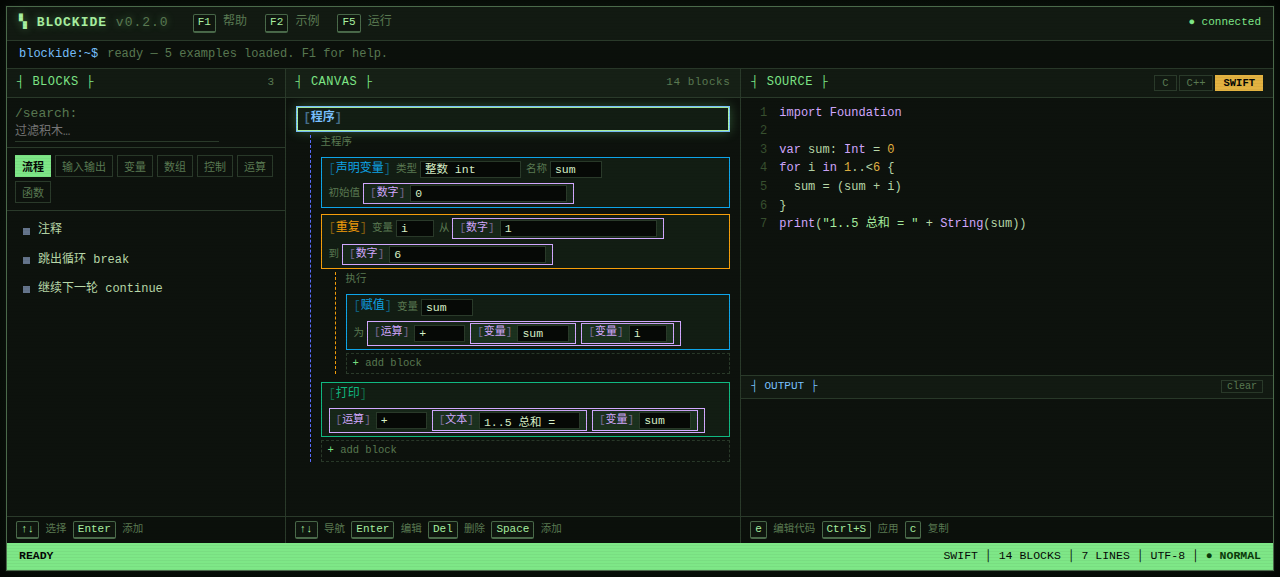 ▚ BLOCKIDE v0.2.0 F1 帮助 F2 示例 F5 运行 ● connected
blockide:~$ ready — 5 examples loaded. F1 for help.
┤ BLOCKS ├ 3
/search:
过滤积木…
流程 输入输出 变量 数组 控制 运算
函数
注释
跳出循环 break
继续下一轮 continue
↑↓ 选择 Enter 添加
┤ CANVAS ├ 14 blocks
[程序]
主程序
[声明变量] 类型 整数 int 名称 sum
初始值 [数字] 0
[重复] 变量 i 从 [数字] 1
到 [数字] 6
执行
[赋值] 变量 sum
为 [运算] + [变量] sum [变量] i
+ add block
[打印]
[运算] + [文本] 1..5 总和 = [变量] sum
+ add block
↑↓ 导航 Enter 编辑 Del 删除 Space 添加
┤ SOURCE ├ C C++ SWIFT
1 import Foundation
2
3 var sum: Int = 0
4 for i in 1..<6 {
5 sum = (sum + i)
6 }
7 print("1..5 总和 = " + String(sum))
┤ OUTPUT ├ clear
e 编辑代码 Ctrl+S 应用 c 复制
READY SWIFT │ 14 BLOCKS │ 7 LINES │ UTF-8 │ ● NORMAL